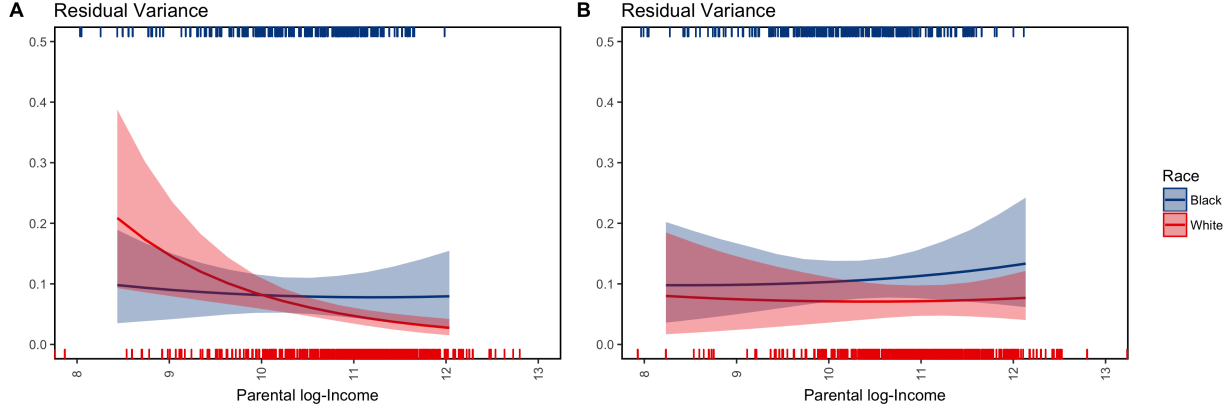 A Residual Variance
0.5
0.4
0.3
0.2
0.1
0.0
8 9 10 11 12 13
Parental log-Income
B Residual Variance
0.5
0.4
0.3
0.2
0.1
0.0
8 9 10 11 12 13
Parental log-Income
Race
Black
White